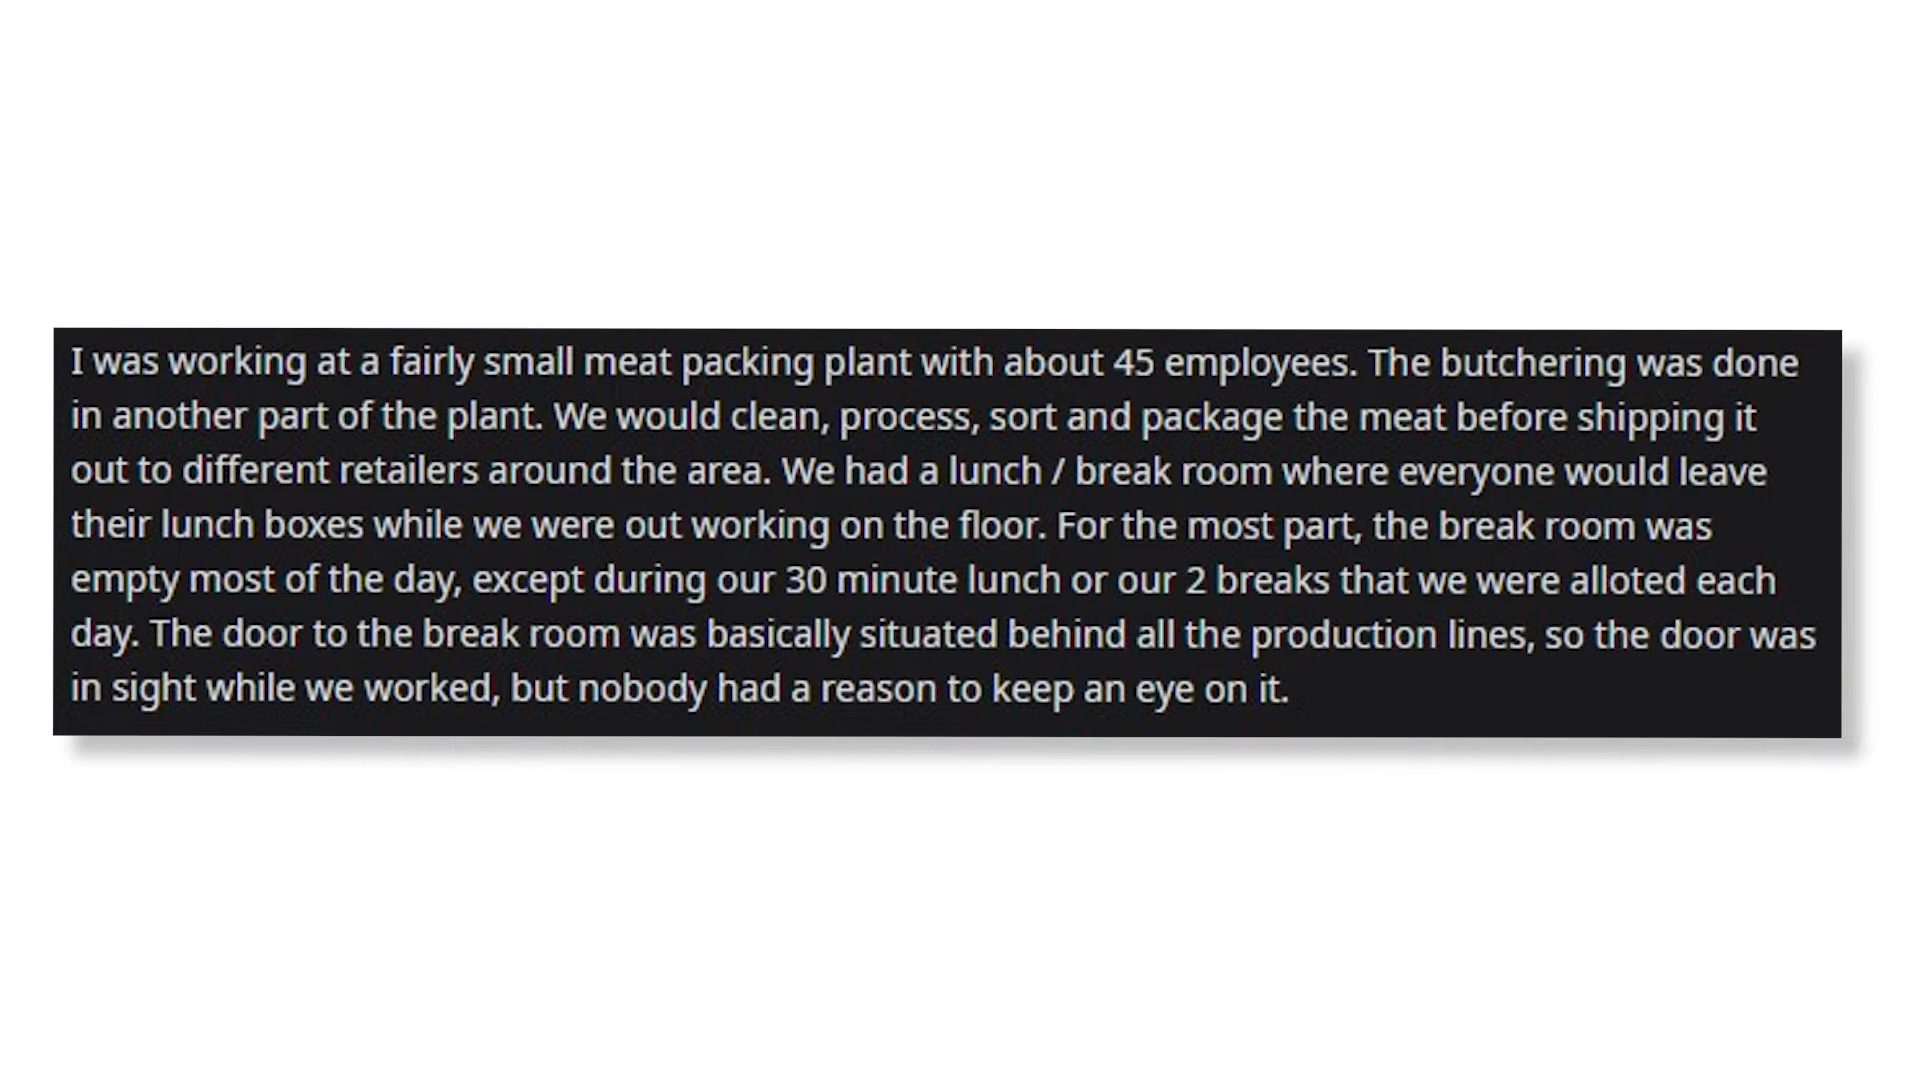 I was working at a fairly small meat packing plant with about 45 employees. The butchering was done
in another part of the plant. We would clean, process, sort and package the meat before shipping it
out to different retailers around the area. We had a lunch / break room where everyone would leave
their lunch boxes while we were out working on the floor. For the most part, the break room was
empty most of the day, except during our 30 minute lunch or our 2 breaks that we were alloted each
day. The door to the break room was basically situated behind all the production lines, so the door was
in sight while we worked, but nobody had a reason to keep an eye on it.